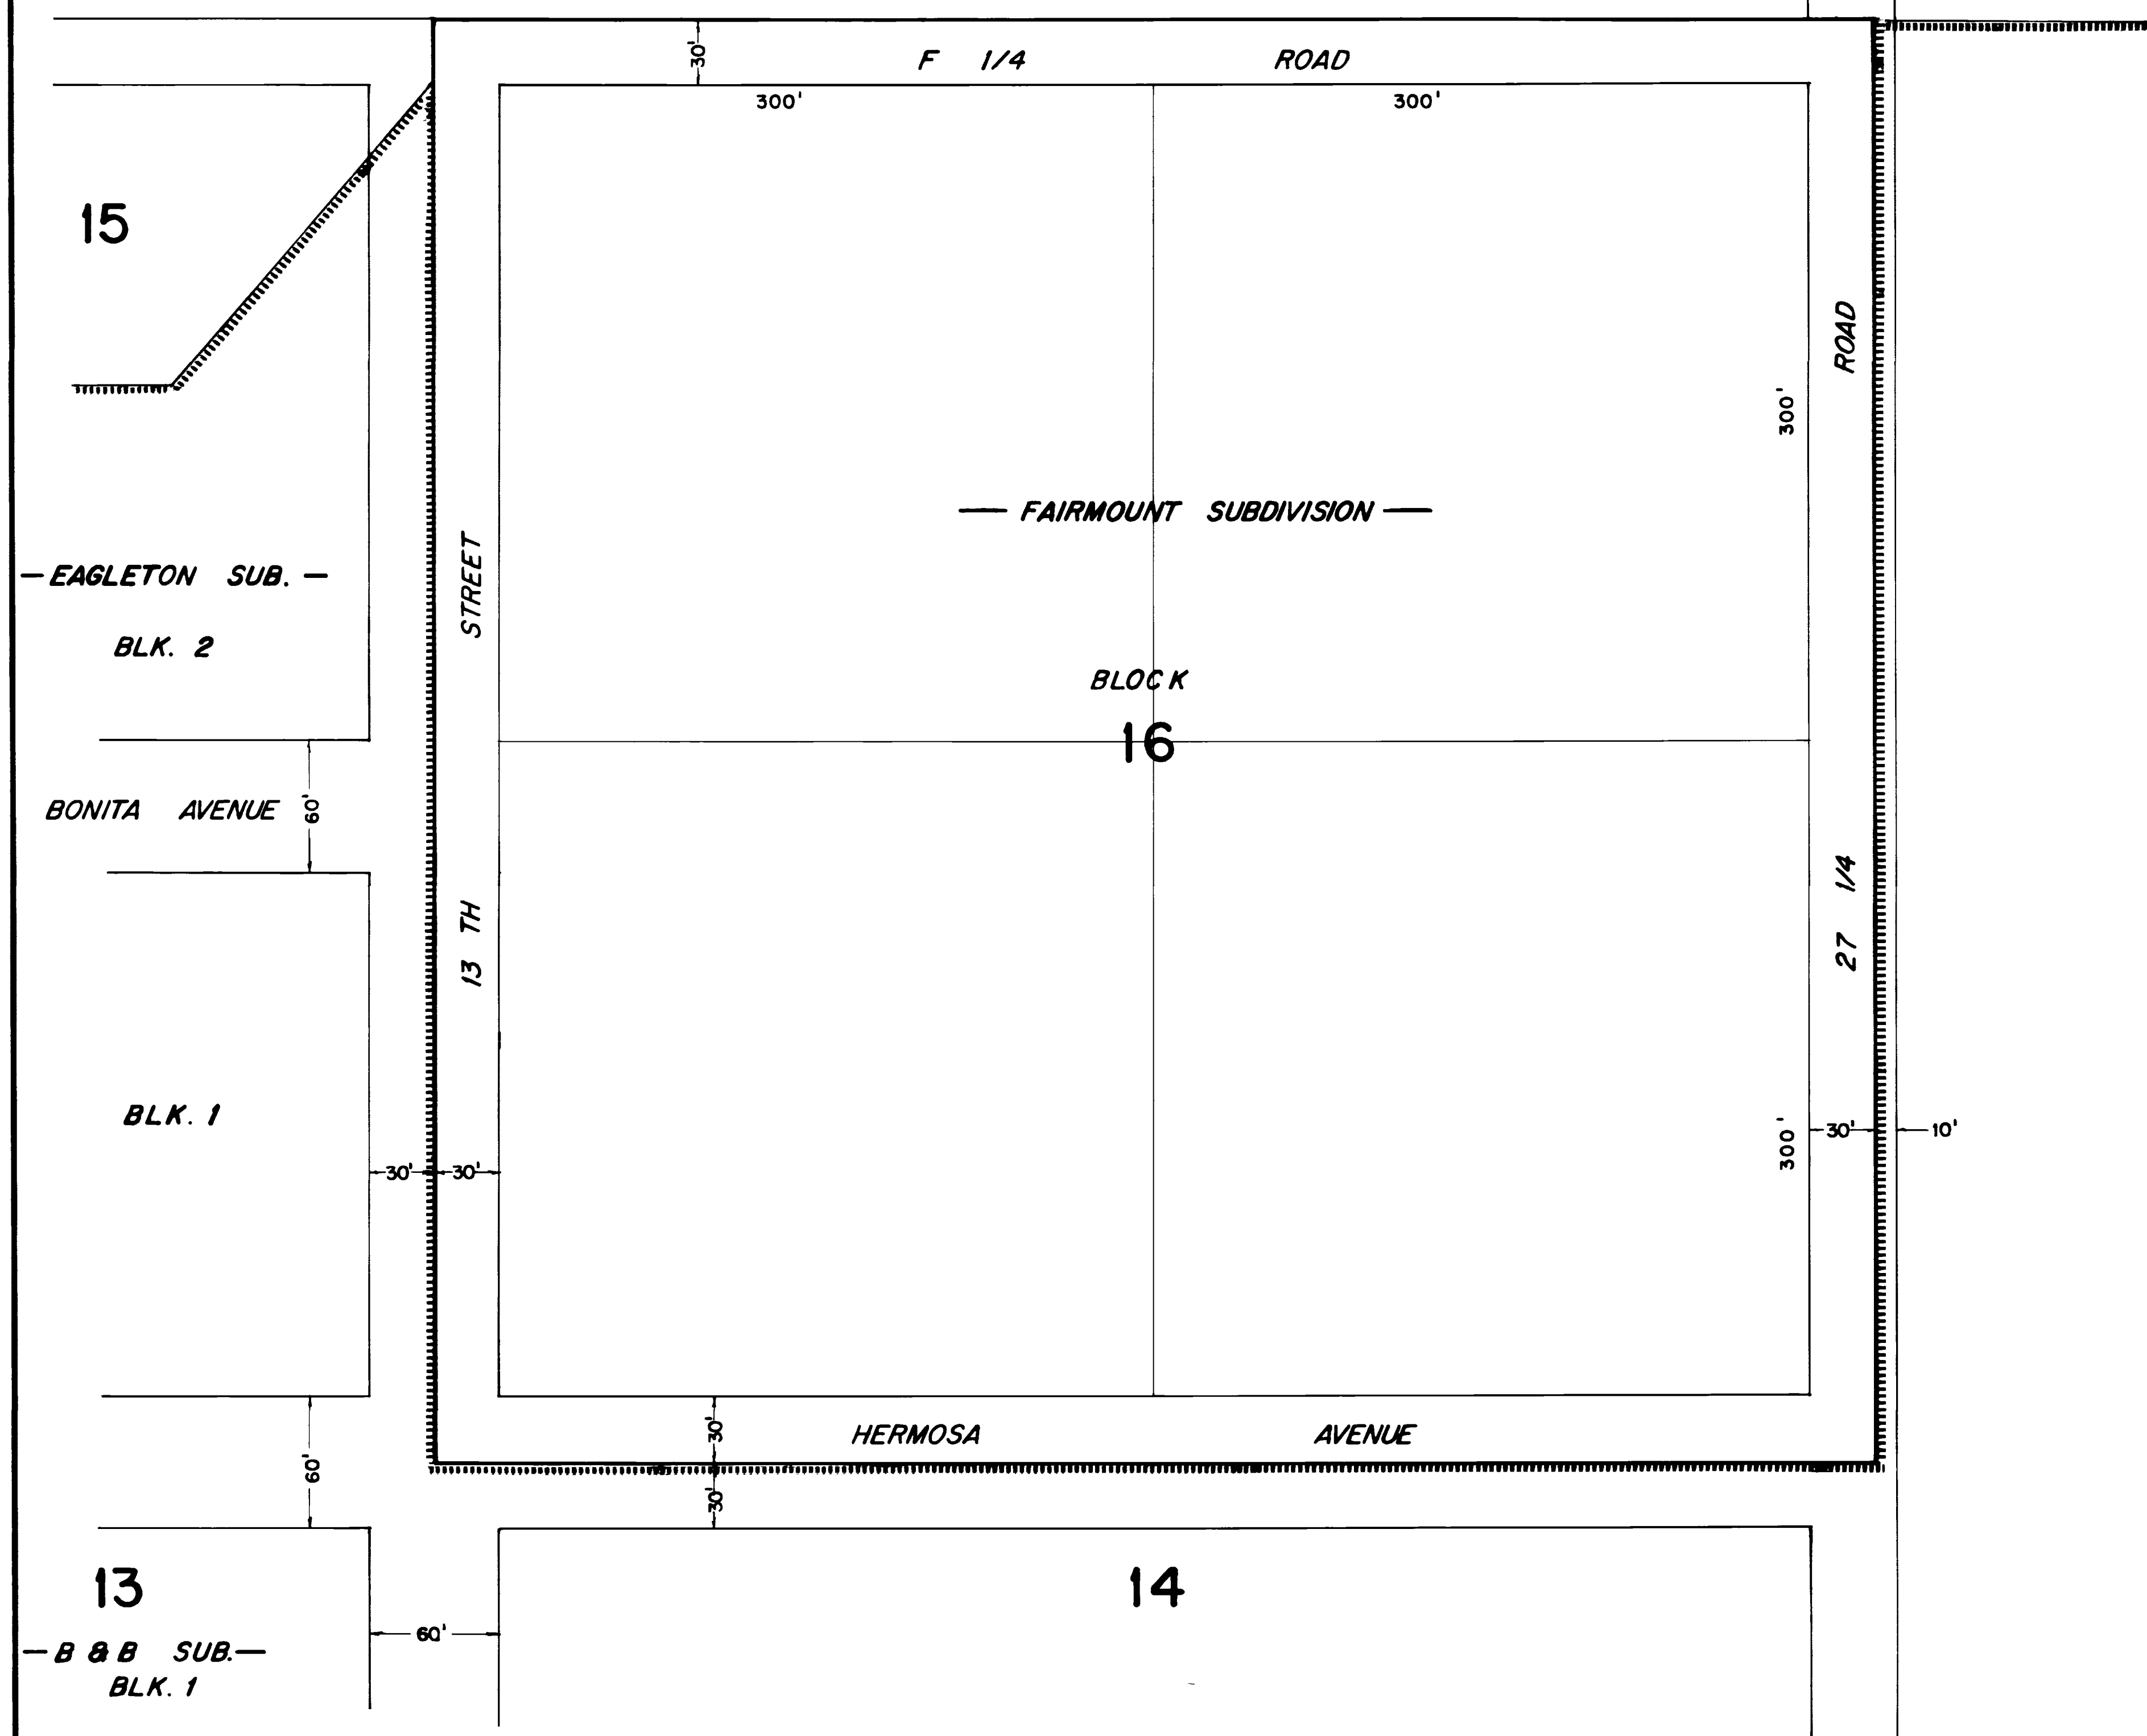 30'
F 1/4 ROAD
300'
300'
15
ROAD
300'
— FAIRMOUNT SUBDIVISION —
— EAGLETON SUB. —
STREET
BLK. 2
BLOCK
16
BONITA AVENUE
60'
27 1/4
13 TH
BLK. 1
300'
30'
10'
30'
30'
30'
HERMOSA AVENUE
60'
30'
13
14
60'
— B & B SUB. —
BLK. 1